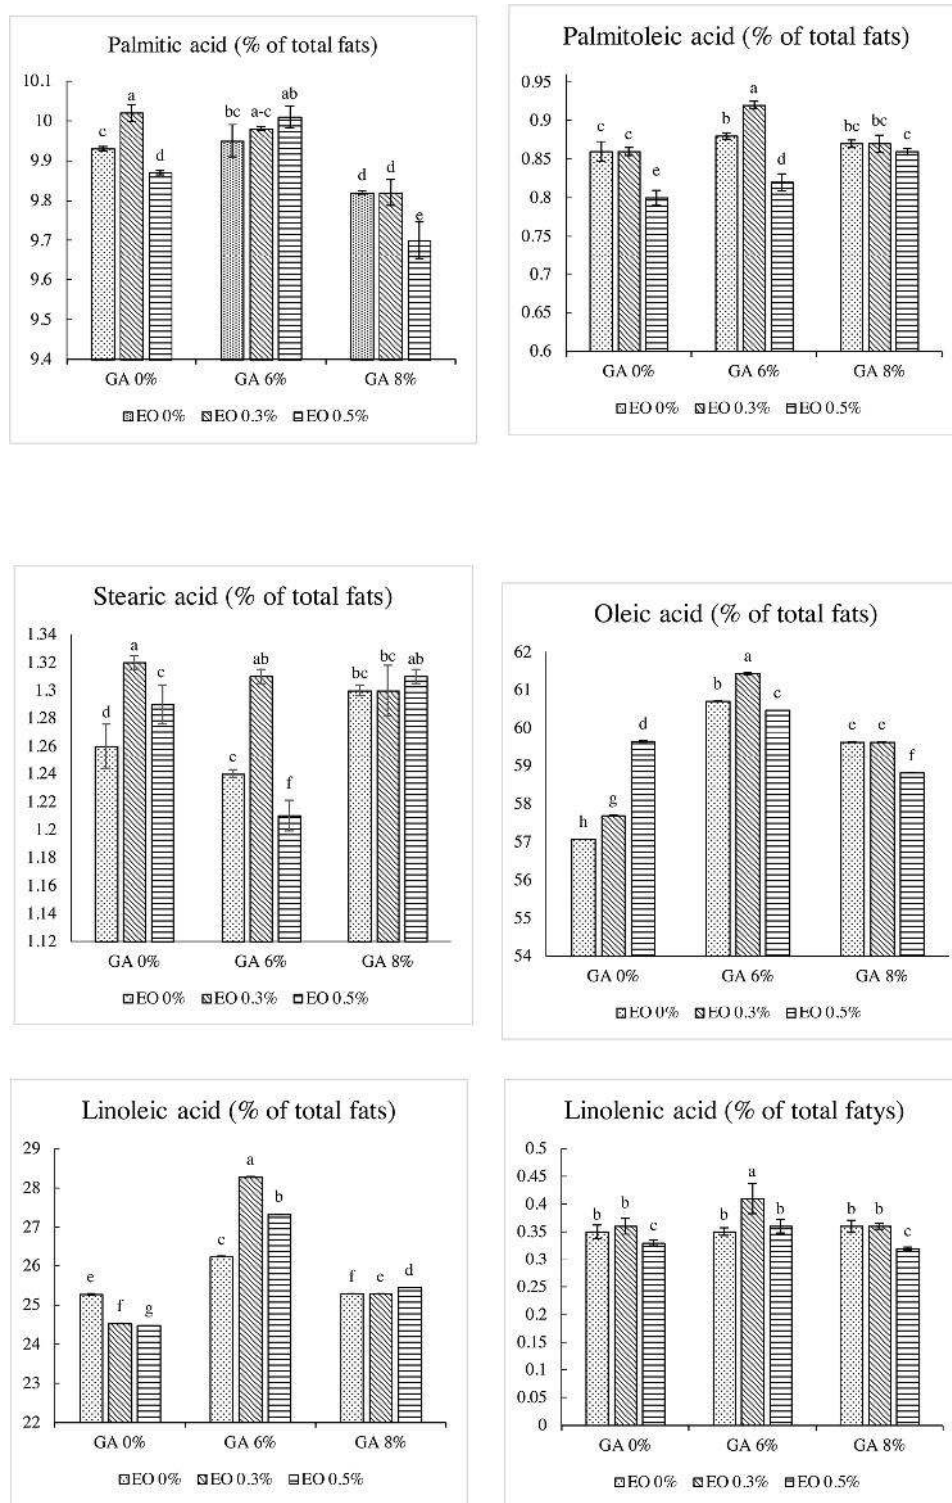 Palmitic acid (% of total fats)
10.1
10
9.9
9.8
9.7
9.6
9.5
9.4
c
a
d
bc
a-c
ab
d
d
e
GA 0%
GA 6%
GA 8%
EO 0%
EO 0.3%
EO 0.5%
Palmitoleic acid (% of total fats)
0.95
0.9
0.85
0.8
0.75
0.7
0.65
0.6
c
c
e
b
a
d
bc
bc
c
GA 0%
GA 6%
GA 8%
EO 0%
EO 0.3%
EO 0.5%
Stearic acid (% of total fats)
1.34
1.32
1.3
1.28
1.26
1.24
1.22
1.2
1.18
1.16
1.14
1.12
d
a
c
ab
f
bc
bc
ab
GA 0%
GA 6%
GA 8%
EO 0%
EO 0.3%
EO 0.5%
Oleic acid (% of total fats)
62
61
60
59
58
57
56
55
54
h
g
d
b
a
c
e
e
f
GA 0%
GA 6%
GA 8%
EO 0%
EO 0.3%
EO 0.5%
Linoleic acid (% of total fats)
29
28
27
26
25
24
23
22
e
f
g
c
a
b
f
e
d
GA 0%
GA 6%
GA 8%
EO 0%
EO 0.3%
EO 0.5%
Linolenic acid (% of total fatys)
0.5
0.45
0.4
0.35
0.3
0.25
0.2
0.15
0.1
0.05
0
b
b
c
b
a
b
b
b
c
GA 0%
GA 6%
GA 8%
EO 0%
EO 0.3%
EO 0.5%